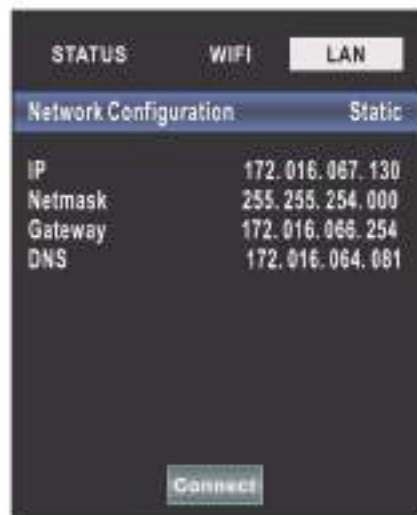 STATUS WIFI LAN
Network Configuration Static
IP 172. 016. 067. 130
Netmask 255. 255. 254. 000
Gateway 172. 016. 066. 254
DNS 172. 016. 064. 081
Connect